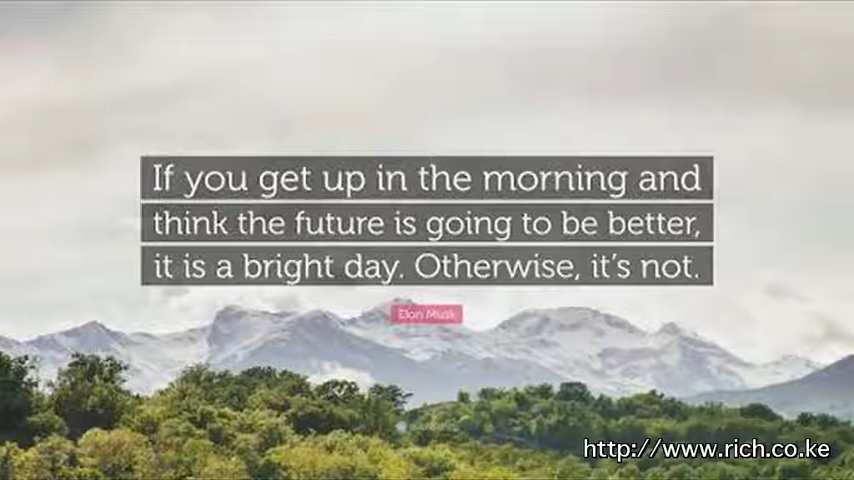 If you get up in the morning and
think the future is going to be better,
it is a bright day. Otherwise, it’s not.
Elon Musk
http://www.rich.co.ke